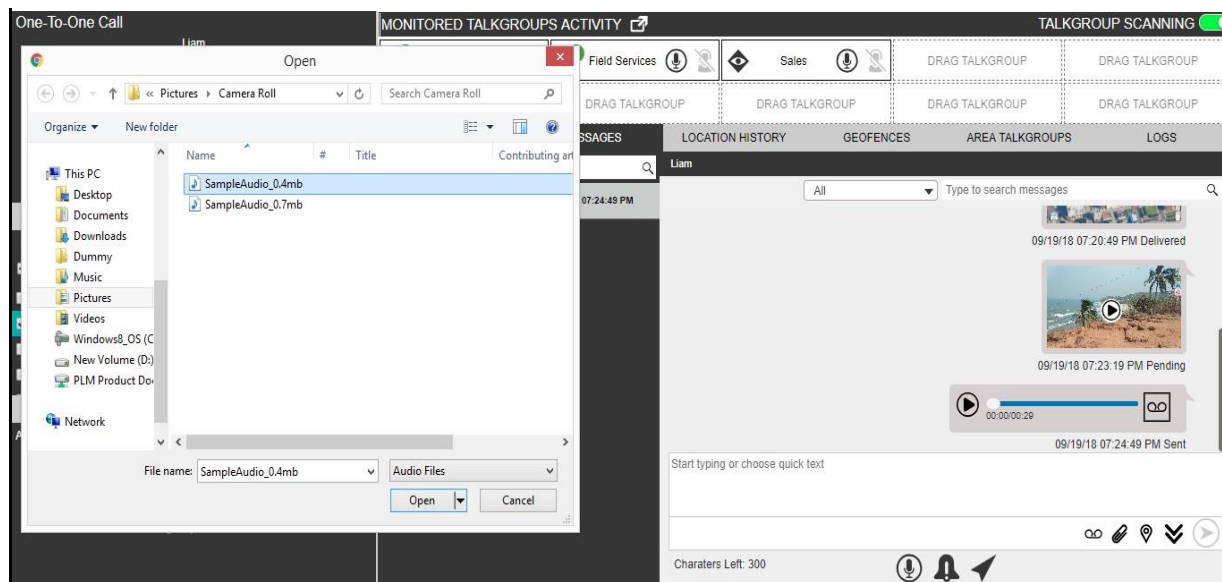 One-To-One Call
Liam
MONITORED TALKGROUPS ACTIVITY
TALKGROUP SCANNING
Open
« Pictures Camera Roll
Search Camera Roll
Organize
New folder
Name # Title Contributing art
This PC
Desktop
Documents
Downloads
Dummy
Music
Pictures
Videos
Windows8_OS (C
New Volume (D:)
PLM Product Do
Network
SampleAudio_0.4mb
SampleAudio_0.7mb
File name: SampleAudio_0.4mb
Audio Files
Open
Cancel
Field Services
Sales
DRAG TALKGROUP
DRAG TALKGROUP
DRAG TALKGROUP
DRAG TALKGROUP
DRAG TALKGROUP
DRAG TALKGROUP
SSAGES
LOCATION HISTORY
GEOFENCES
AREA TALKGROUPS
LOGS
07:24:49 PM
Liam
All
Type to search messages
09/19/18 07:20:49 PM Delivered
09/19/18 07:23:19 PM Pending
00:00/00:29
09/19/18 07:24:49 PM Sent
Start typing or choose quick text
Charaters Left: 300